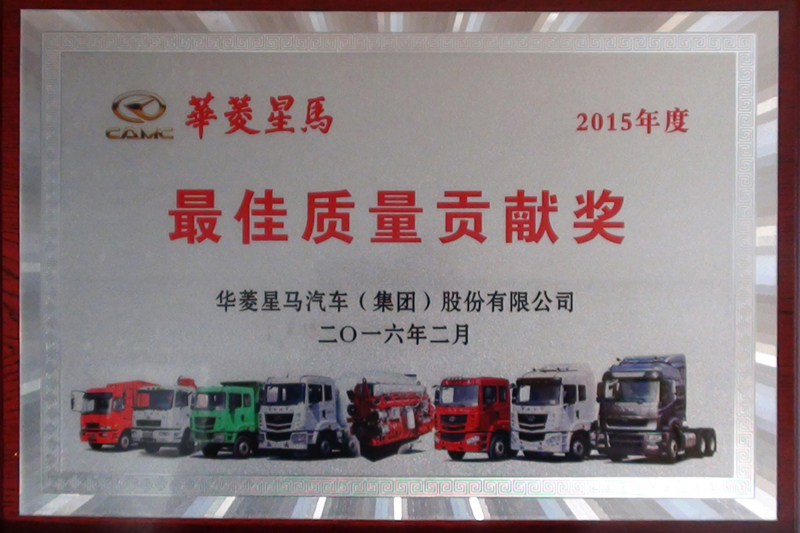 CAMC 華菱星馬 2015年度
最佳质量贡献奖
华菱星马汽车（集团）股份有限公司
二〇一六年二月